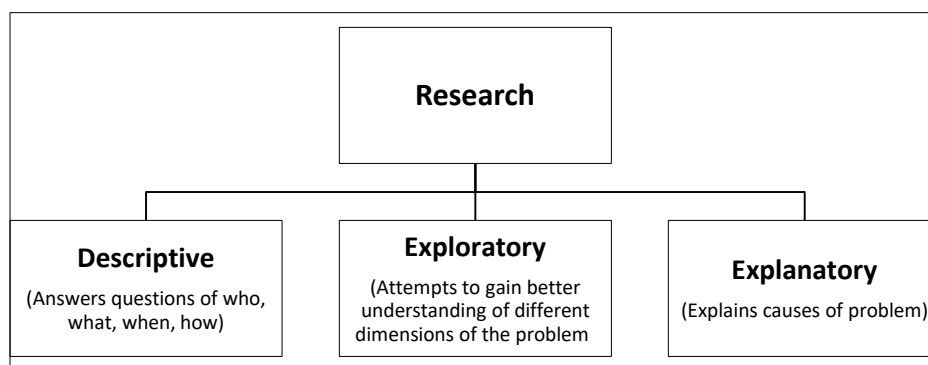 Research
Descriptive
(Answers questions of who,
what, when, how)
Exploratory
(Attempts to gain better
understanding of different
dimensions of the problem
Explanatory
(Explains causes of problem)